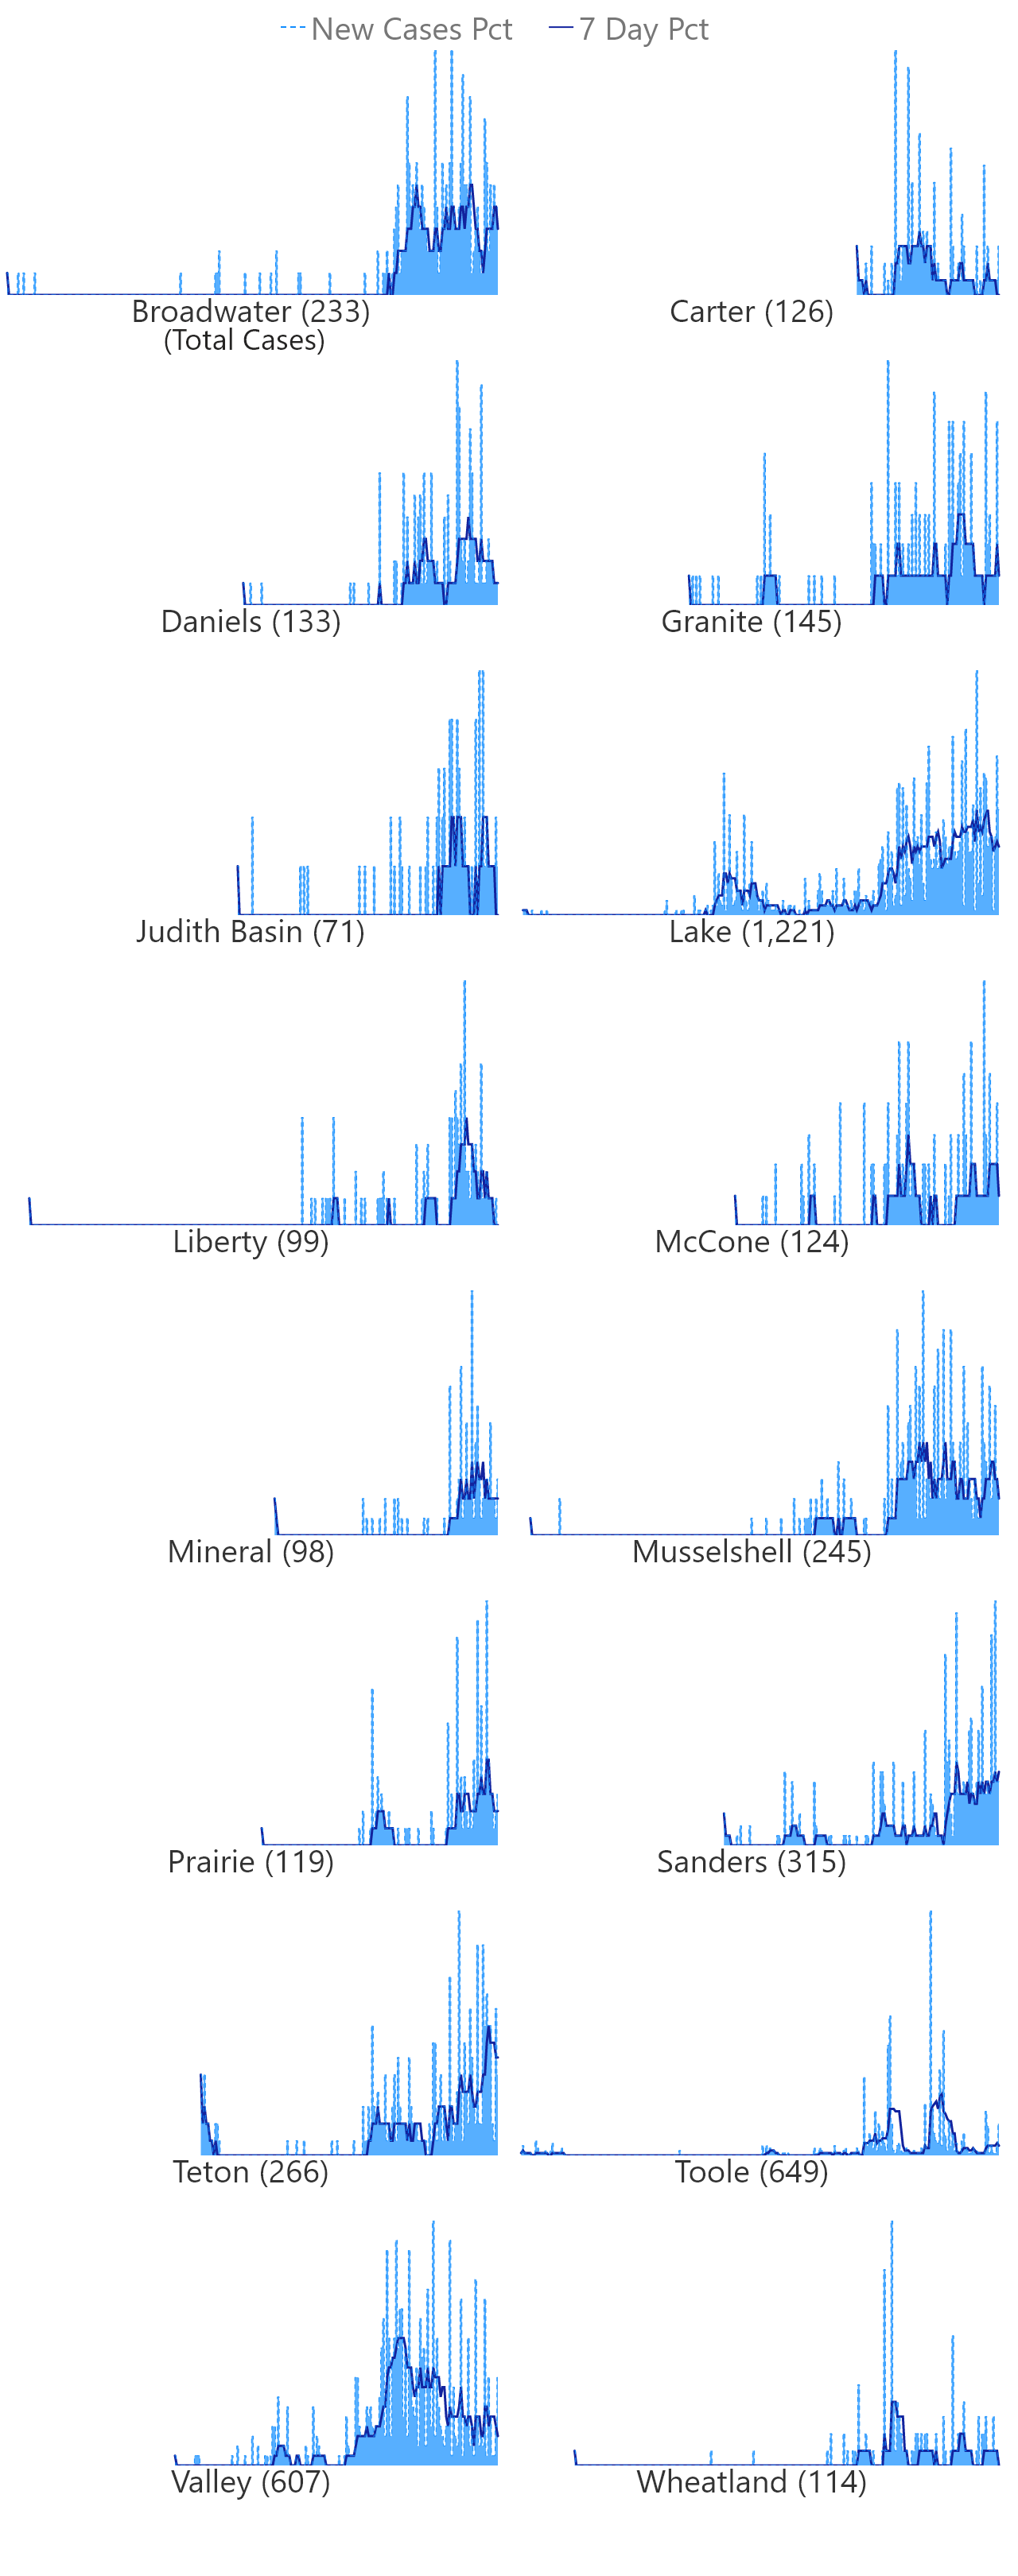 New Cases Pct 7 Day Pct
Broadwater (233) Carter (126)
(Total Cases)
Daniels (133) Granite (145)
Judith Basin (71) Lake (1,221)
Liberty (99) McCone (124)
Mineral (98) Musselshell (245)
Prairie (119) Sanders (315)
Teton (266) Toole (649)
Valley (607) Wheatland (114)